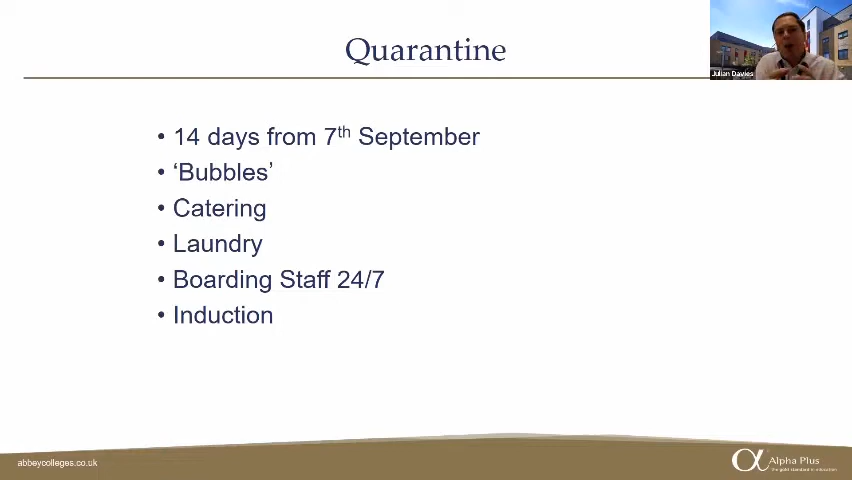 Quarantine
Julian Davies
• 14 days from 7th September
• ‘Bubbles’
• Catering
• Laundry
• Boarding Staff 24/7
• Induction
abbeycolleges.co.uk
Alpha Plus
the gold standard in education